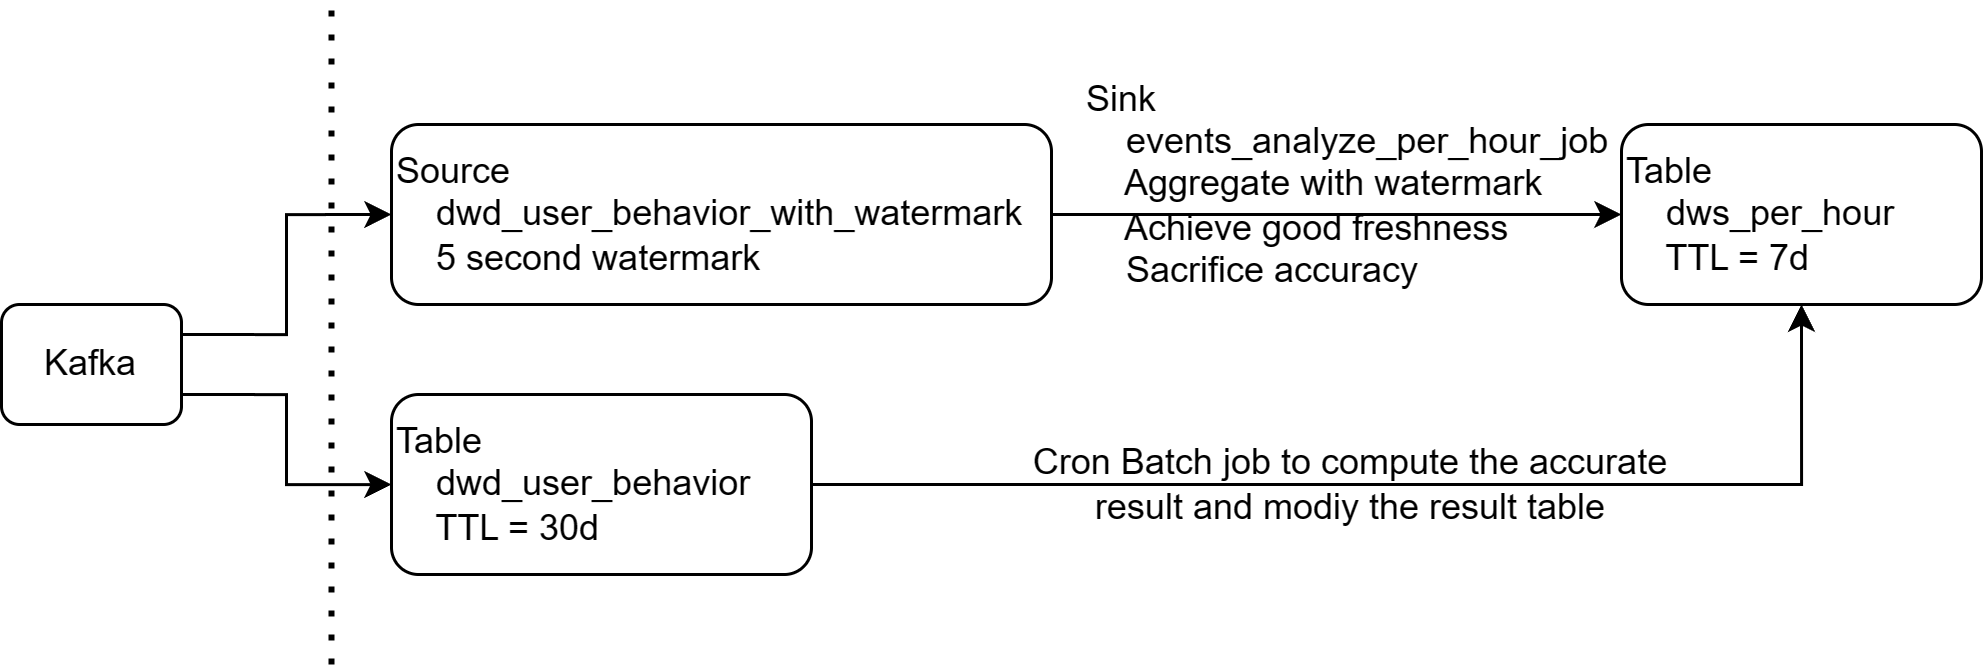 Kafka
Source
dwd_user_behavior_with_watermark
5 second watermark
Sink
events_analyze_per_hour_job
Aggregate with watermark
Achieve good freshness
Sacrifice accuracy
Table
dws_per_hour
TTL = 7d
Table
dwd_user_behavior
TTL = 30d
Cron Batch job to compute the accurate
result and modiy the result table